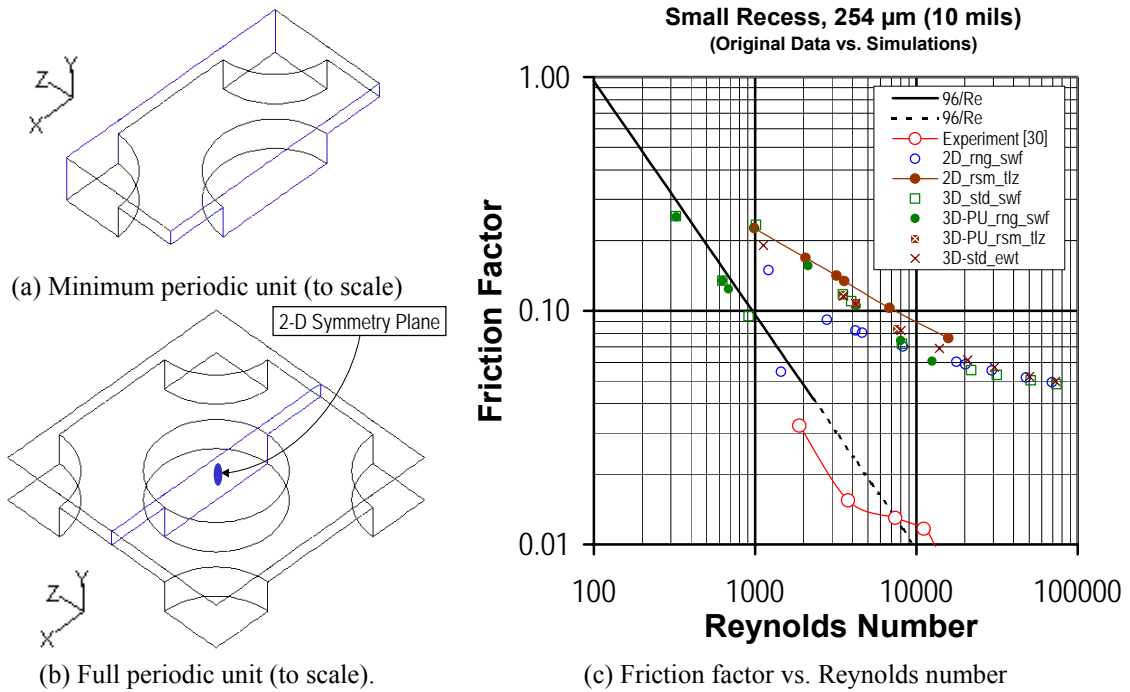 Y
Z
X
(a) Minimum periodic unit (to scale)
2-D Symmetry Plane
Y
Z
X
(b) Full periodic unit (to scale).
Small Recess, 254 µm (10 mils)
(Original Data vs. Simulations)
Friction Factor
1.00
0.10
0.01
96/Re
96/Re
Experiment [30]
2D_rng_swf
2D_rsm_tlz
3D_std_swf
3D-PU_rng_swf
3D-PU_rsm_tlz
3D-std_ewt
100 1000 10000 100000
Reynolds Number
(c) Friction factor vs. Reynolds number